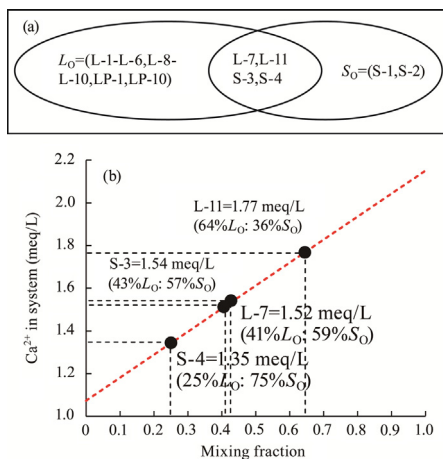 (a)
L_O=(L-1-L-6,L-8-
L-10,LP-1,LP-10)
L-7,L-11
S-3,S-4
S_O=(S-1,S-2)
(b)
Ca²⁺ in system (meq/L)
2.2
2.0
1.8
1.6
1.4
1.2
1.0
L-11=1.77 meq/L
(64%L_O: 36%S_O)
S-3=1.54 meq/L
(43%L_O: 57%S_O)
L-7=1.52 meq/L
(41%L_O: 59%S_O)
S-4=1.35 meq/L
(25%L_O: 75%S_O)
0 0.1 0.2 0.3 0.4 0.5 0.6 0.7 0.8 0.9 1.0
Mixing fraction